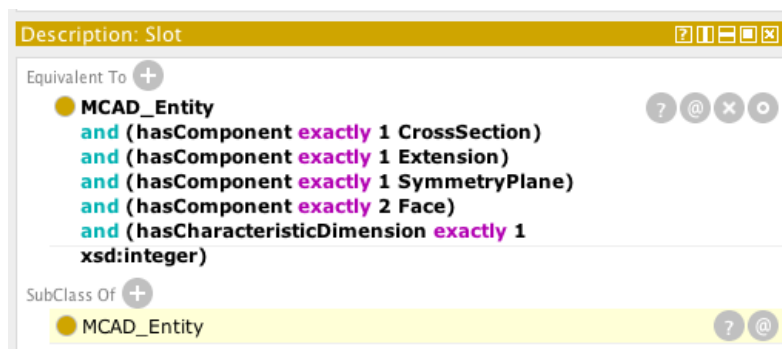 Description: Slot
Equivalent To +
MCAD_Entity
and (hasComponent exactly 1 CrossSection)
and (hasComponent exactly 1 Extension)
and (hasComponent exactly 1 SymmetryPlane)
and (hasComponent exactly 2 Face)
and (hasCharacteristicDimension exactly 1
xsd:integer)
SubClass Of +
MCAD_Entity